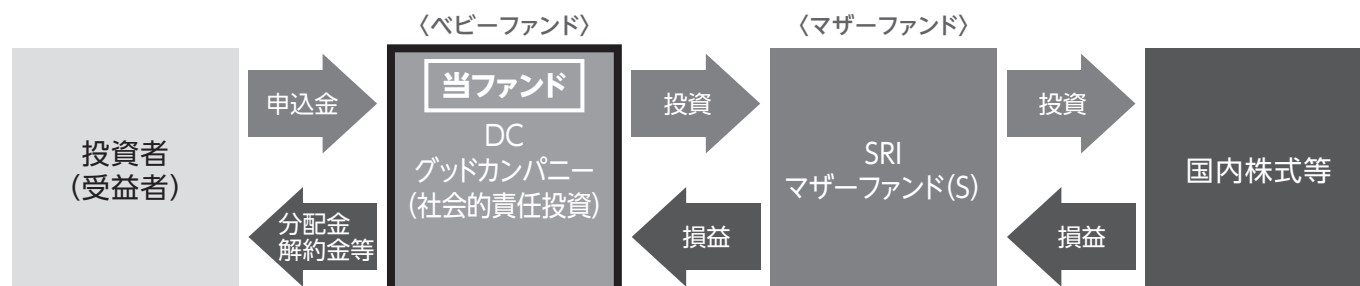 〈ベビーファンド〉
〈マザーファンド〉
投資者
(受益者)
申込金
分配金
解約金等
当ファンド
DC
グッドカンパニー
(社会的責任投資)
投資
損益
SRI
マザーファンド(S)
投資
損益
国内株式等